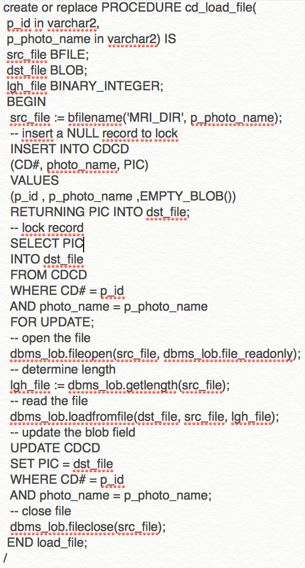 create or replace PROCEDURE cd_load_file(
p_id in varchar2,
p_photo_name in varchar2) IS
src_file BFILE;
dst_file BLOB;
lgh_file BINARY_INTEGER;
BEGIN
src_file := bfilename('MRI_DIR', p_photo_name);
-- insert a NULL record to lock
INSERT INTO CDCD
(CD#, photo_name, PIC)
VALUES
(p_id , p_photo_name ,EMPTY_BLOB())
RETURNING PIC INTO dst_file;
-- lock record
SELECT PIC
INTO dst_file
FROM CDCD
WHERE CD# = p_id
AND photo_name = p_photo_name
FOR UPDATE;
-- open the file
dbms_lob.fileopen(src_file, dbms_lob.file_readonly);
-- determine length
lgh_file := dbms_lob.getlength(src_file);
-- read the file
dbms_lob.loadfromfile(dst_file, src_file, lgh_file);
-- update the blob field
UPDATE CDCD
SET PIC = dst_file
WHERE CD# = p_id
AND photo_name = p_photo_name;
-- close file
dbms_lob.fileclose(src_file);
END load_file;
/